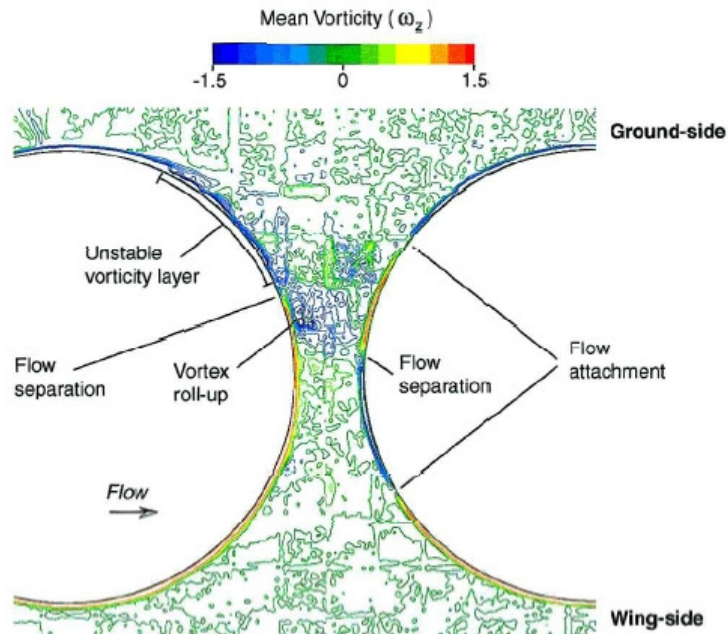 Mean Vorticity (ω_z)
-1.5
0
1.5
Ground-side
Unstable
vorticity layer
Flow
separation
Vortex
roll-up
Flow
separation
Flow
attachment
Flow
Wing-side